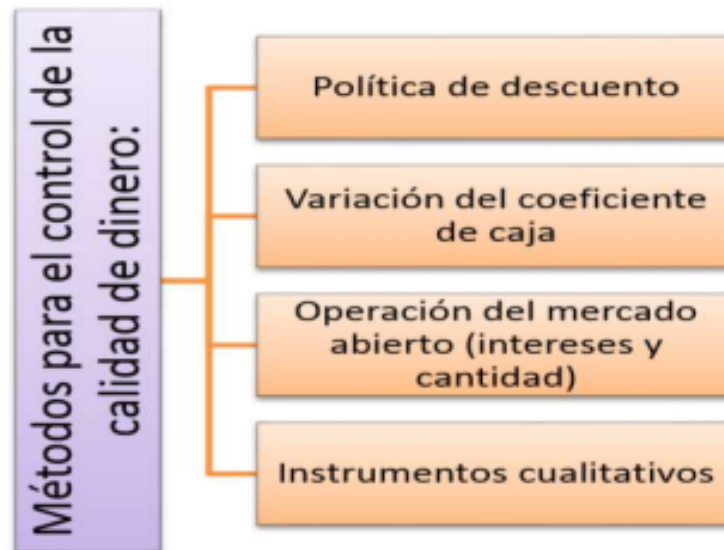 Métodos para el control de la
calidad de dinero:
Política de descuento
Variación del coeficiente
de caja
Operación del mercado
abierto (intereses y
cantidad)
Instrumentos cualitativos